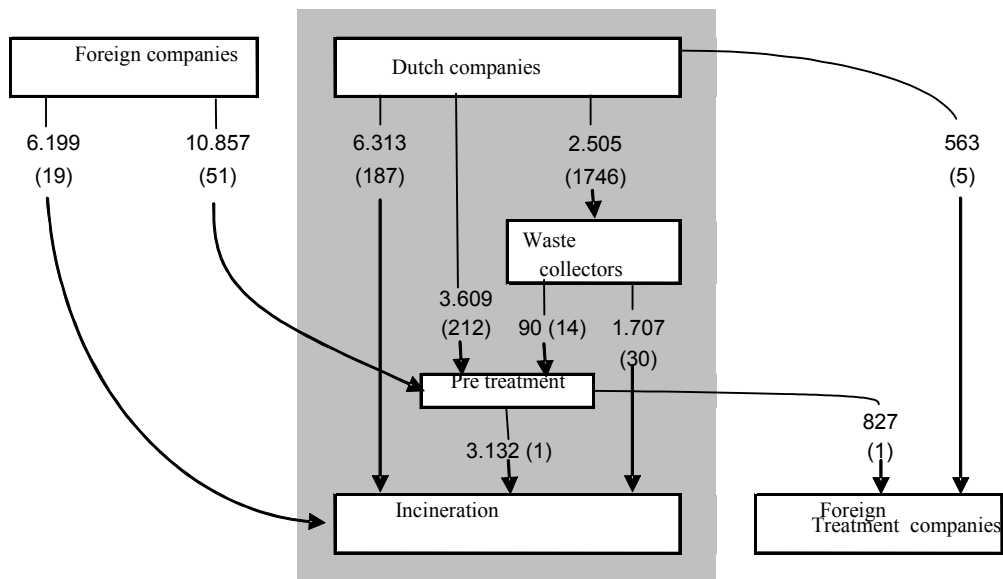 Foreign companies
Dutch companies
6.199
(19)
10.857
(51)
6.313
(187)
2.505
(1746)
563
(5)
Waste
collectors
3.609
(212)
90 (14)
1.707
(30)
Pre treatment
827
(1)
3.132 (1)
Incineration
Foreign
Treatment companies